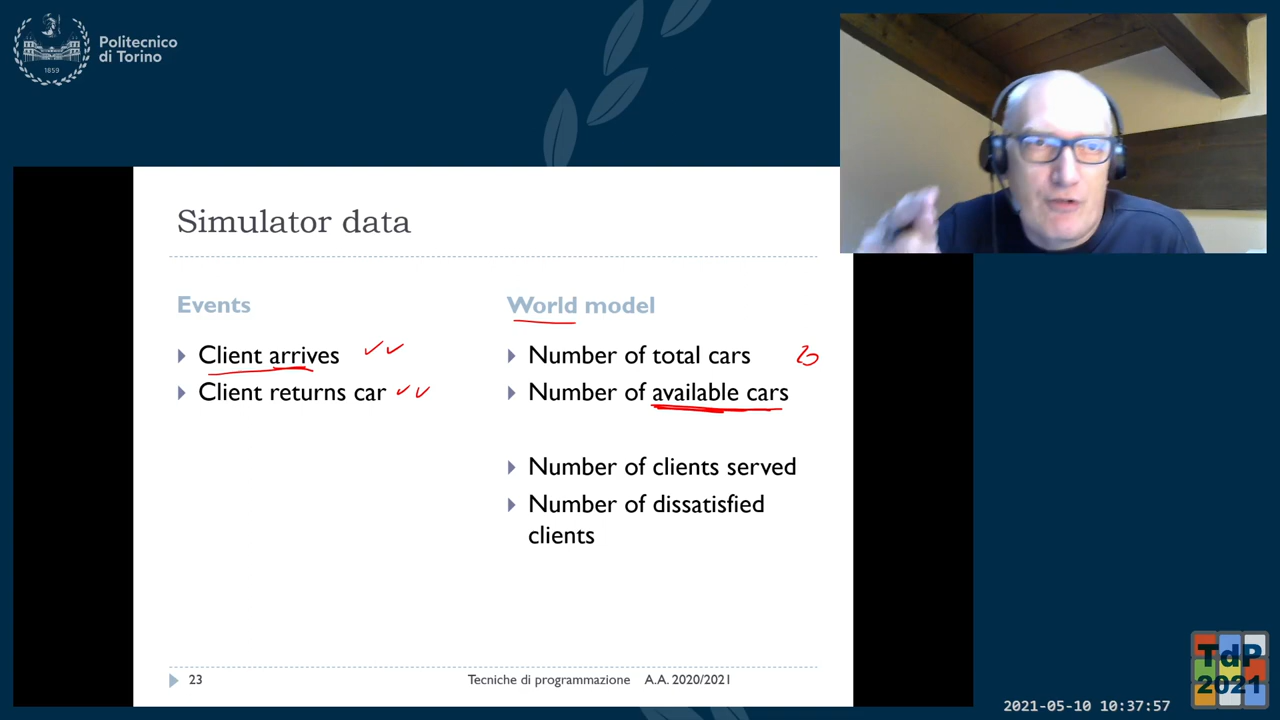 Politecnico
di Torino
1859
Simulator data
Events
Client arrives
Client returns car
World model
Number of total cars
Number of available cars
Number of clients served
Number of dissatisfied
clients
23
Tecniche di programmazione A.A. 2020/2021
TdP
2021
2021-05-10 10:37:57